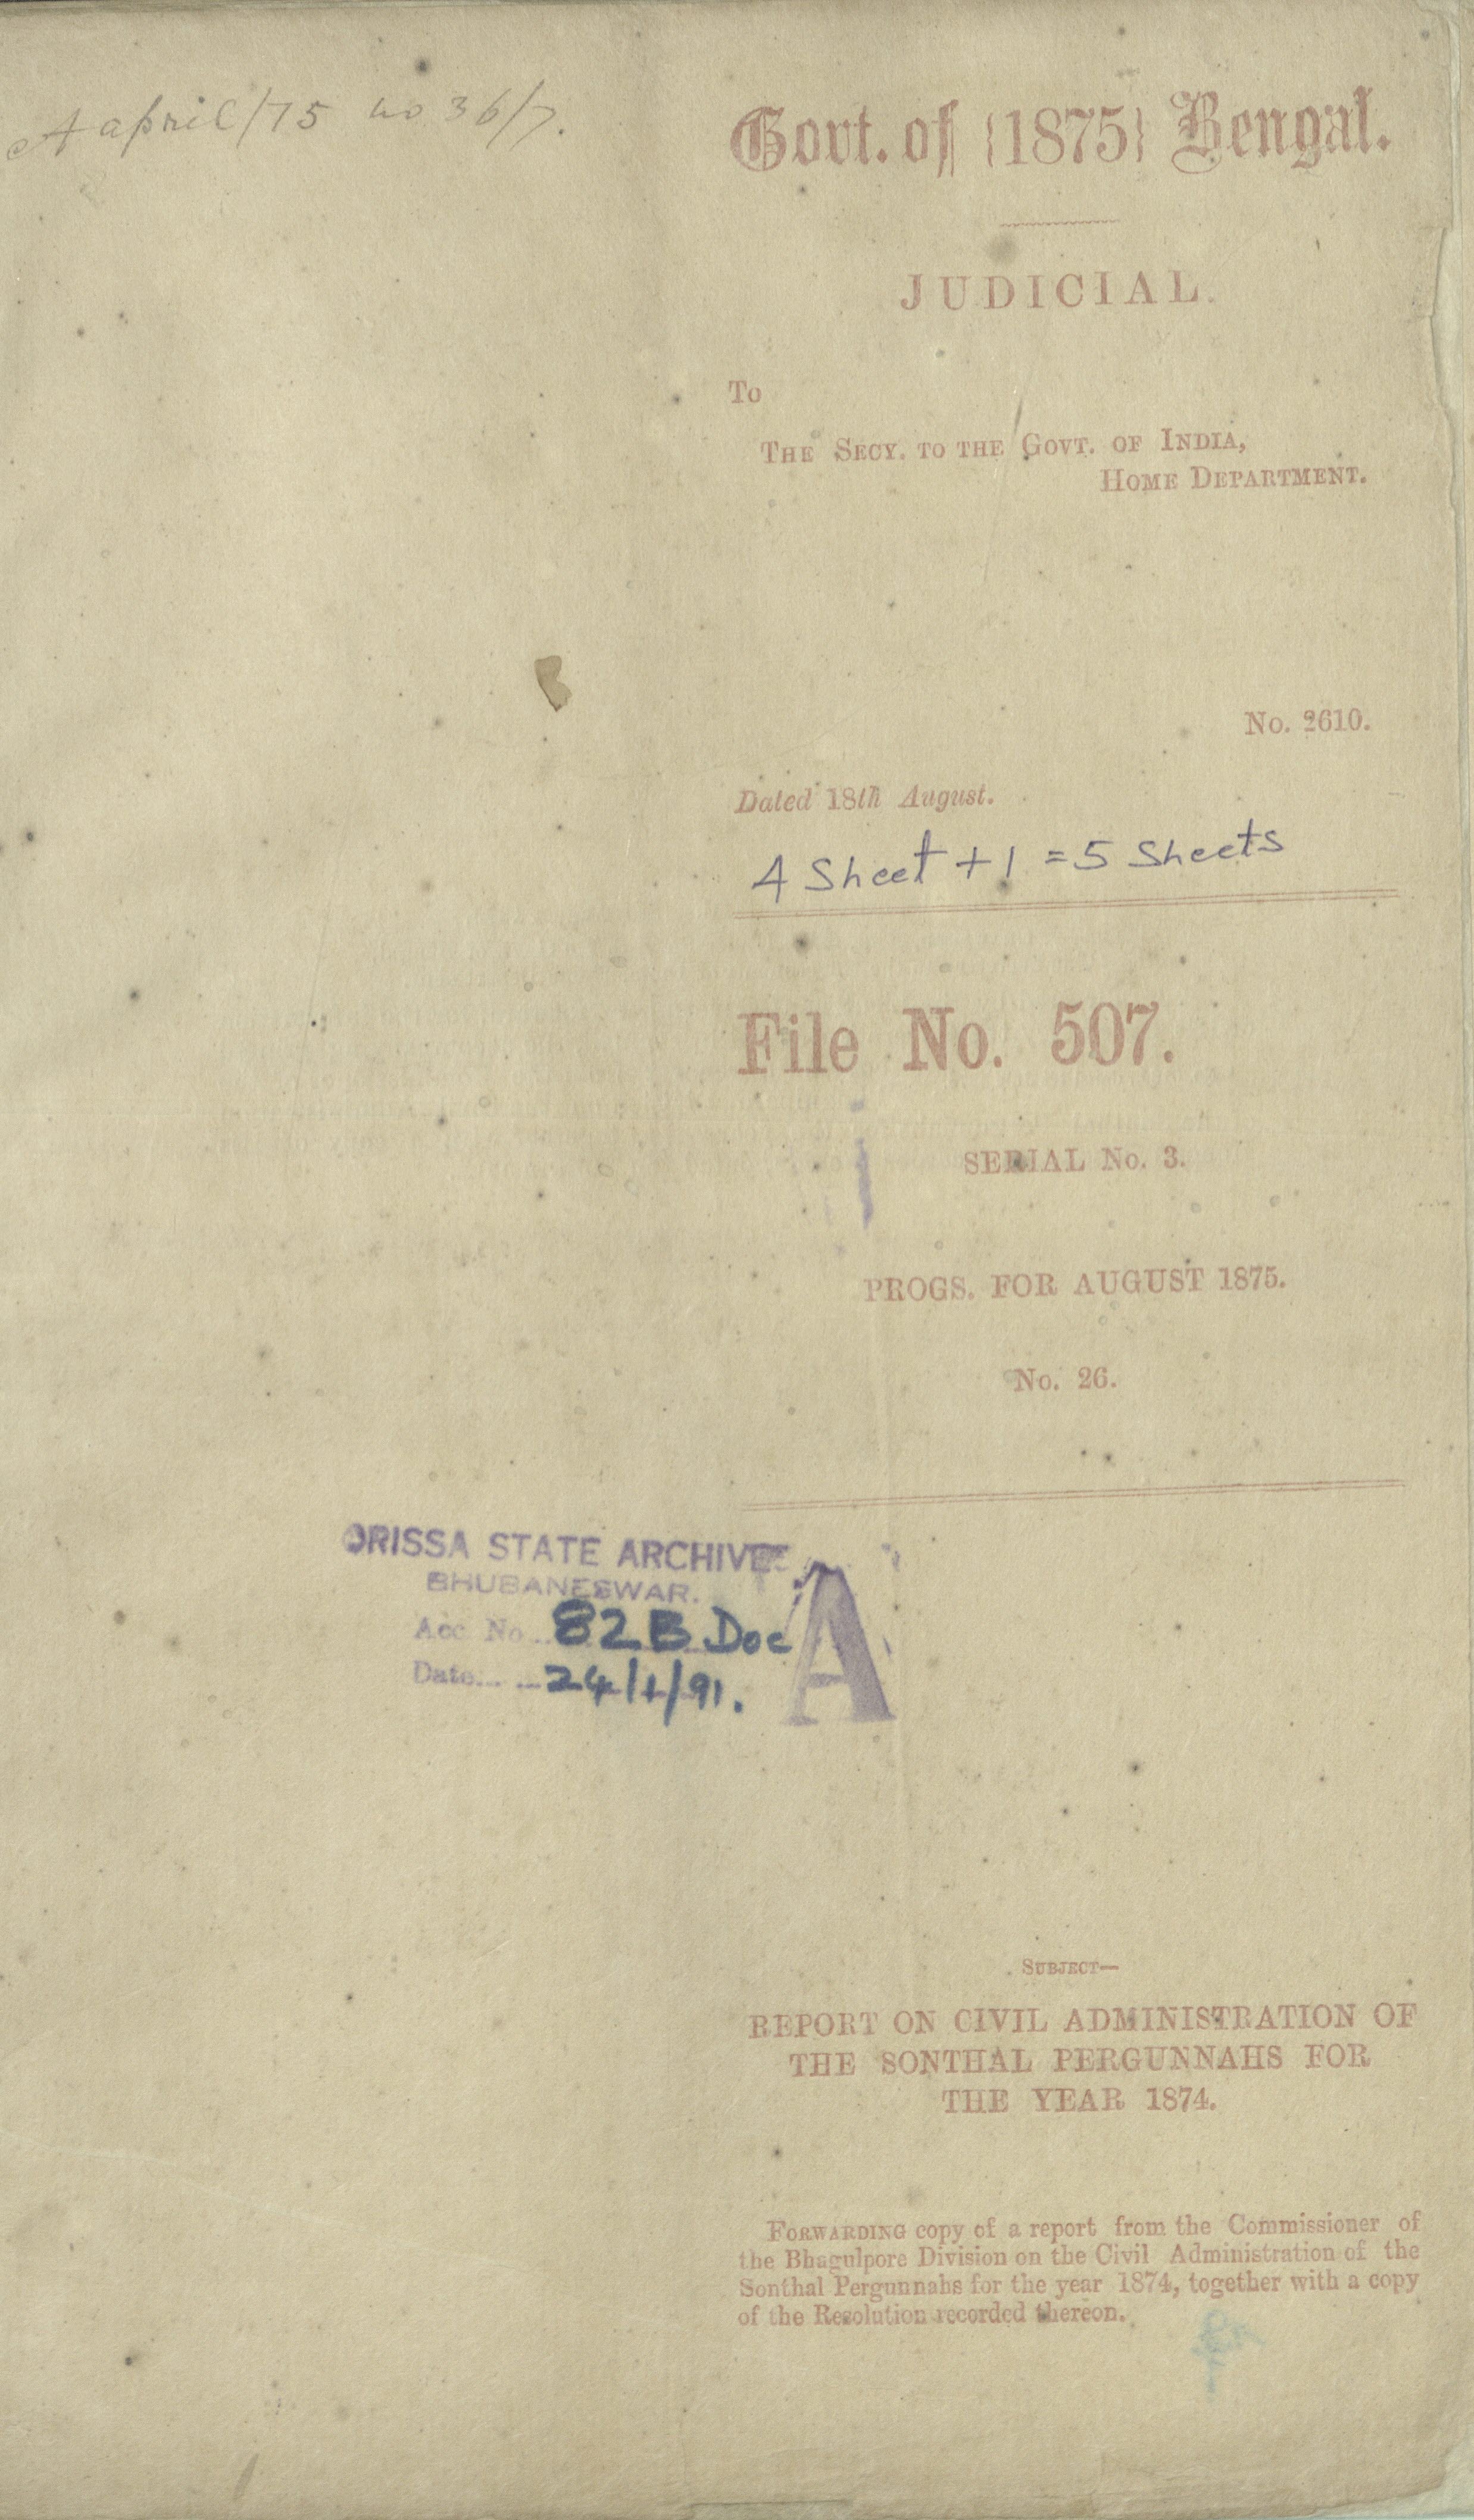 A april/75 no 36/7.
Govt. of {1875} Bengal.
JUDICIAL.
To
THE SECY. TO THE GOVT. OF INDIA,
HOME DEPARTMENT.
No. 2610.
Dated 18th August.
4 Sheet + 1 = 5 Sheets
File No. 507.
SERIAL No. 3.
PROGS. FOR AUGUST 1875.
No. 26.
ORISSA STATE ARCHIVES
BHUBANESWAR.
Acc No. 82 B Doc
Date 24/1/91.
A
SUBJECT—
REPORT ON CIVIL ADMINISTRATION OF
THE SONTHAL PERGUNNAHS FOR
THE YEAR 1874.
FORWARDING copy of a report from the Commissioner of
the Bhagulpore Division on the Civil Administration of the
Sonthal Pergunnahs for the year 1874, together with a copy
of the Resolution recorded thereon.